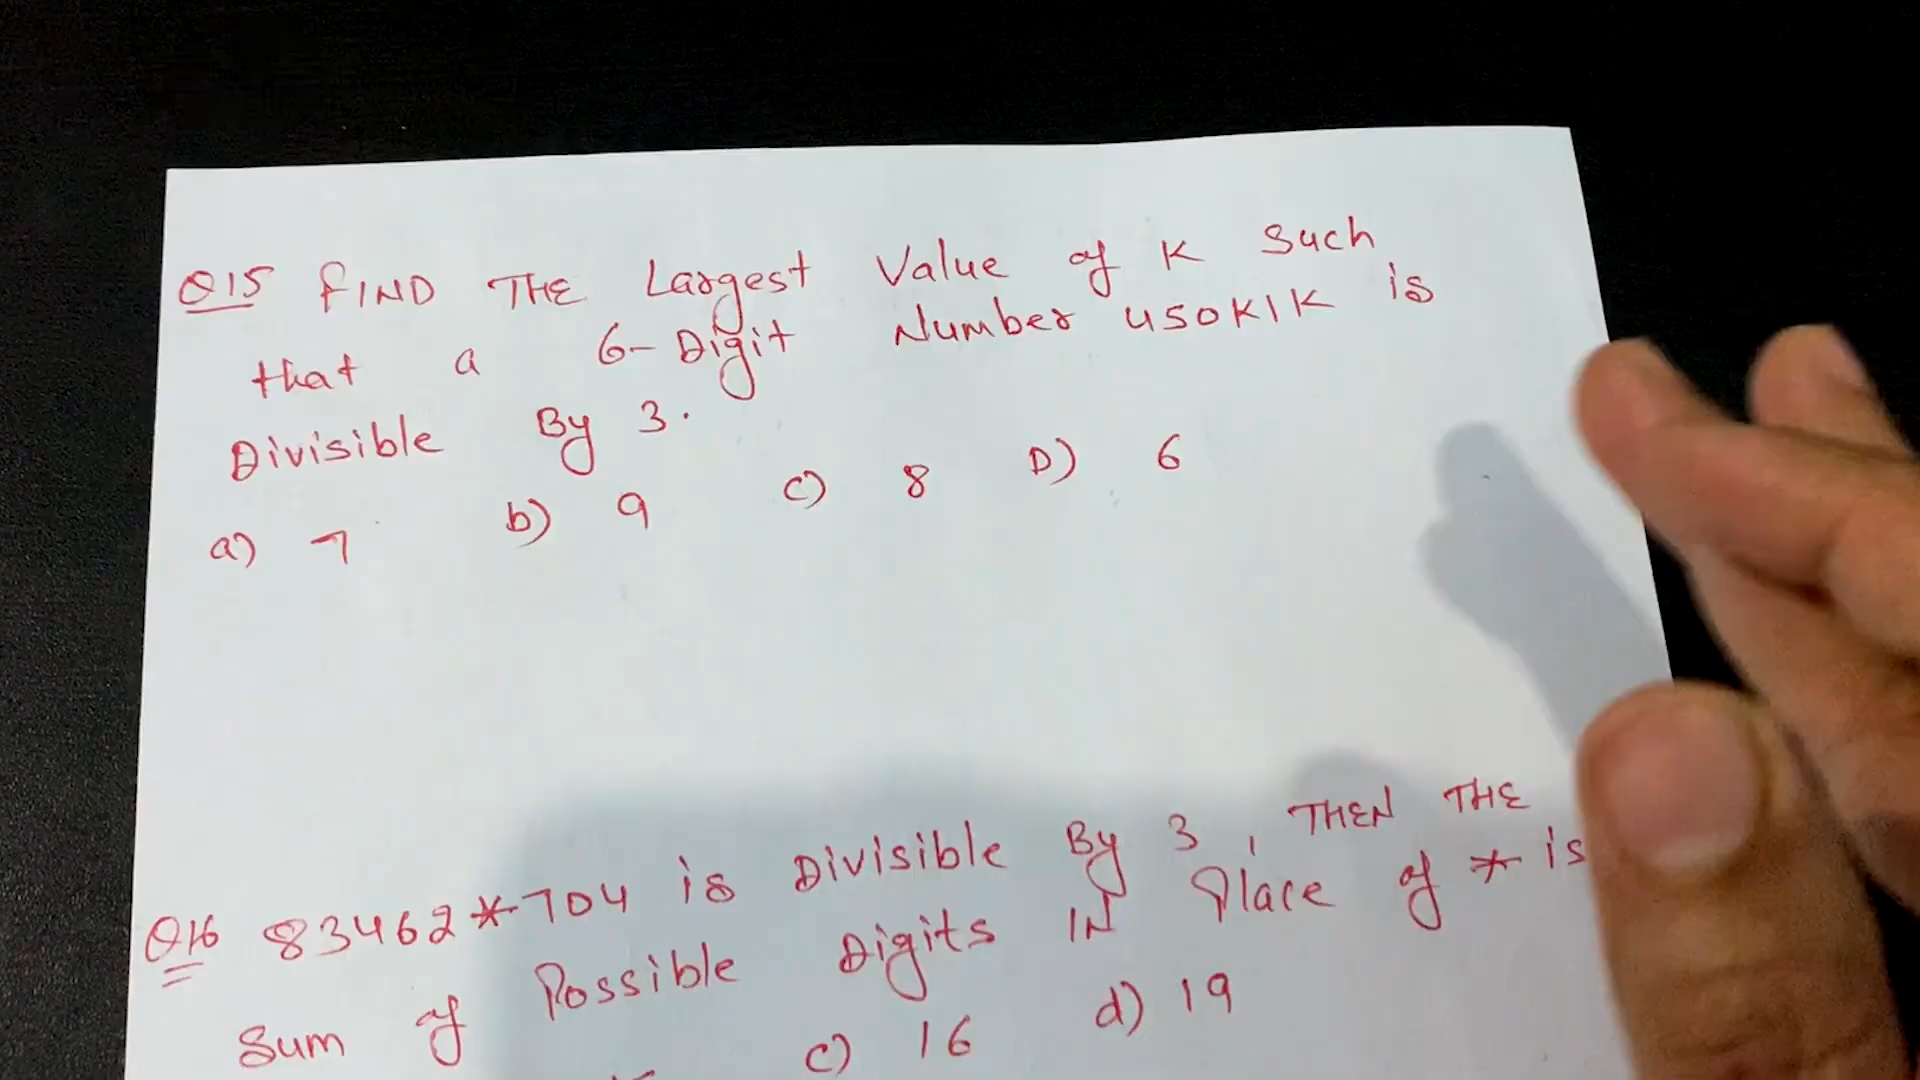 Q15 FIND THE Largest Value of K Such
that a 6-Digit Number 450K1K is
Divisible By 3.
a) 7 b) 9 c) 8 D) 6
Q16 83462*704 is Divisible By 3, THEN THE
Sum of Possible Digits IN Place of * is
c) 16 d) 19